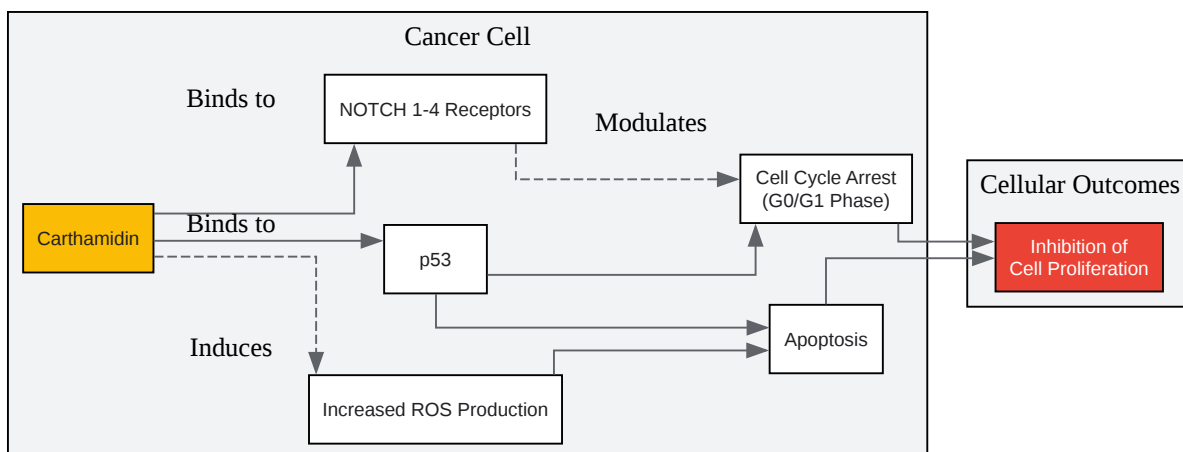 Cancer Cell
Binds to
NOTCH 1-4 Receptors
Modulates
Cell Cycle Arrest
(G0/G1 Phase)
Cellular Outcomes
Carthamidin
Binds to
p53
Inhibition of
Cell Proliferation
Induces
Apoptosis
Increased ROS Production